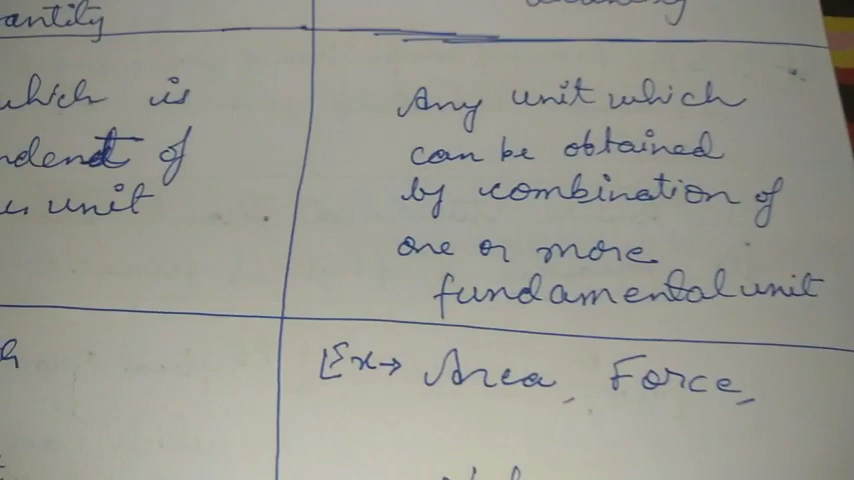 antity
which is
ndent of
unit
Any unit which
can be obtained
by combination of
one or more
fundamental unit
Ex→ Area, Force,